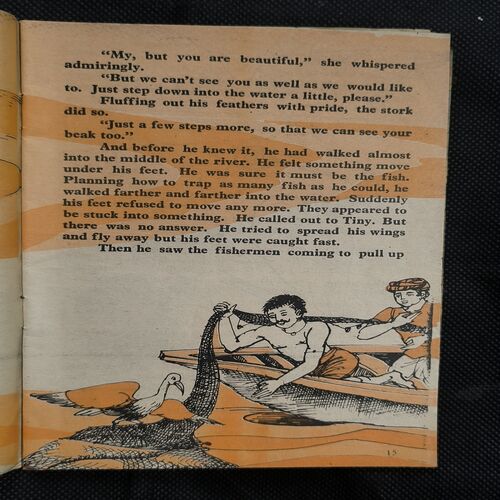 “My, but you are beautiful,” she whispered
admiringly.
“But we can't see you as well as we would like
to. Just step down into the water a little, please.”
Fluffing out his feathers with pride, the stork
did so.
“Just a few steps more, so that we can see your
beak too.”
And before he knew it, he had walked almost
into the middle of the river. He felt something move
under his feet. He was sure it must be the fish.
Planning how to trap as many fish as he could, he
walked farther and farther into the water. Suddenly
his feet refused to move any more. They appeared to
be stuck into something. He called out to Tiny. But
there was no answer. He tried to spread his wings
and fly away but his feet were caught fast.
Then he saw the fishermen coming to pull up
15